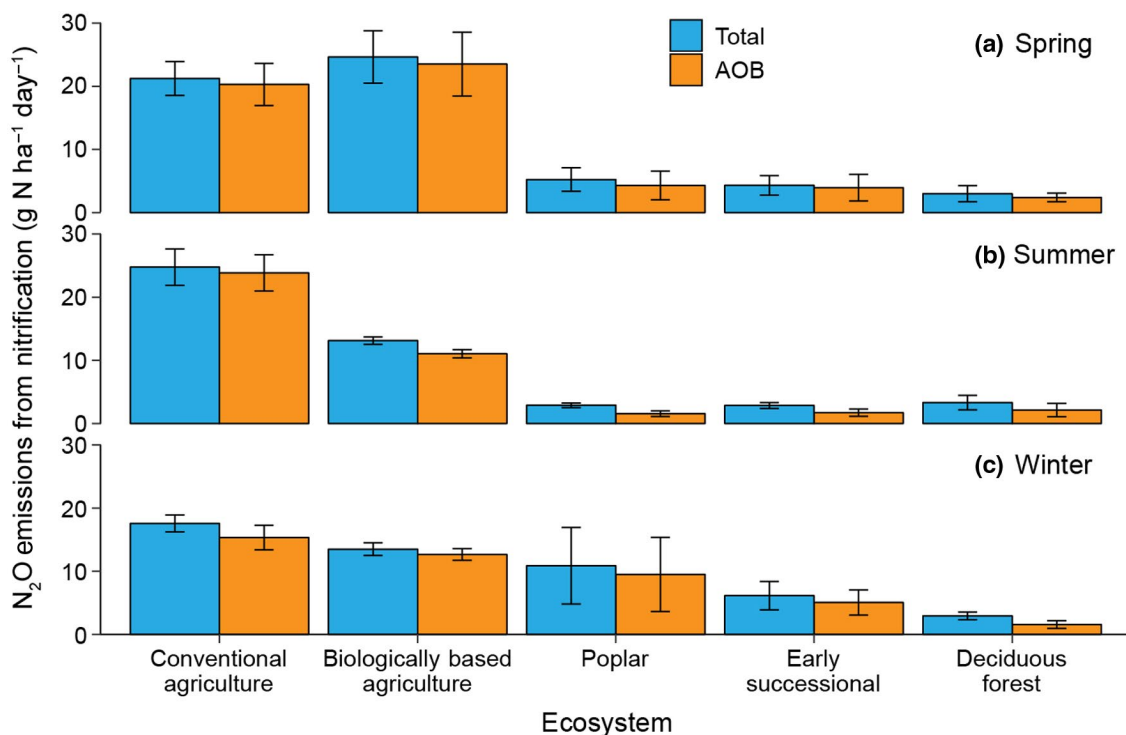 N₂O emissions from nitrification (g N ha⁻¹ day⁻¹)
30
20
10
0
Total
AOB
(a) Spring
30
20
10
0
(b) Summer
30
20
10
0
(c) Winter
Conventional
agriculture
Biologically based
agriculture
Poplar
Early
successional
Deciduous
forest
Ecosystem